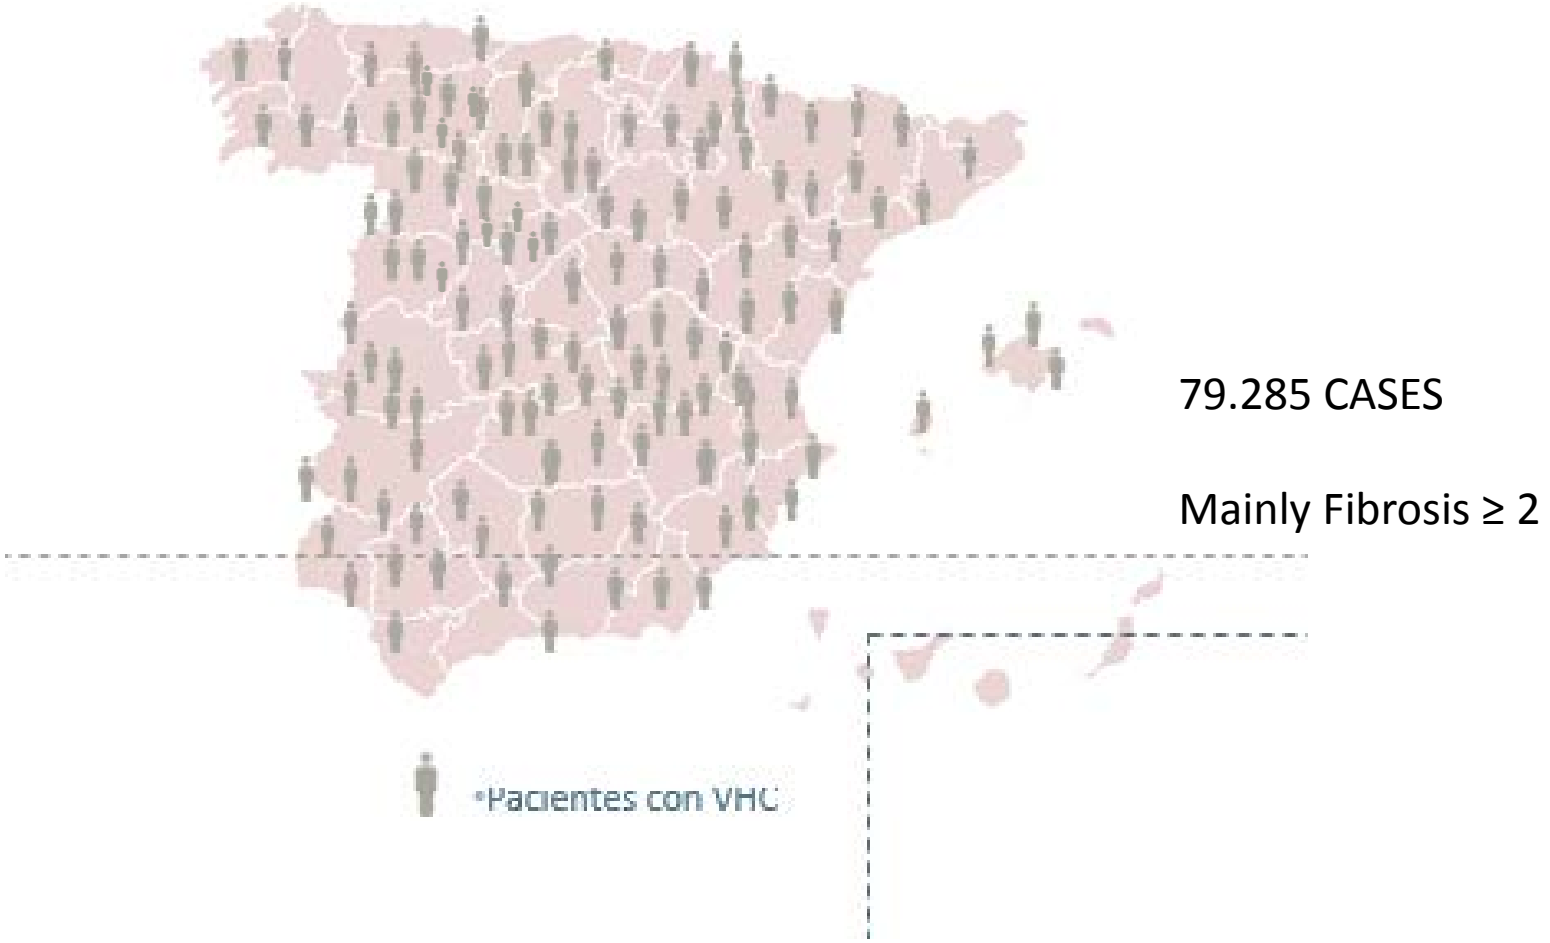 79.285 CASES
Mainly Fibrosis ≥ 2
•Pacientes con VHC